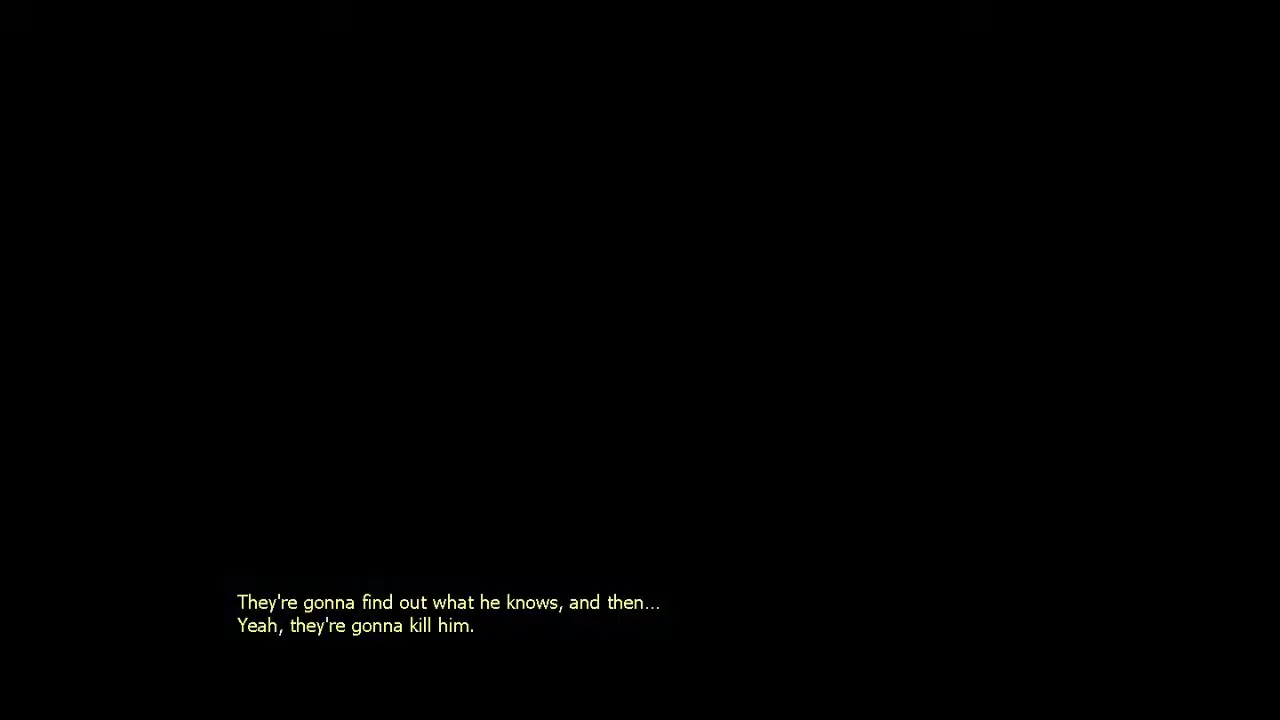 They're gonna find out what he knows, and then...
Yeah, they're gonna kill him.